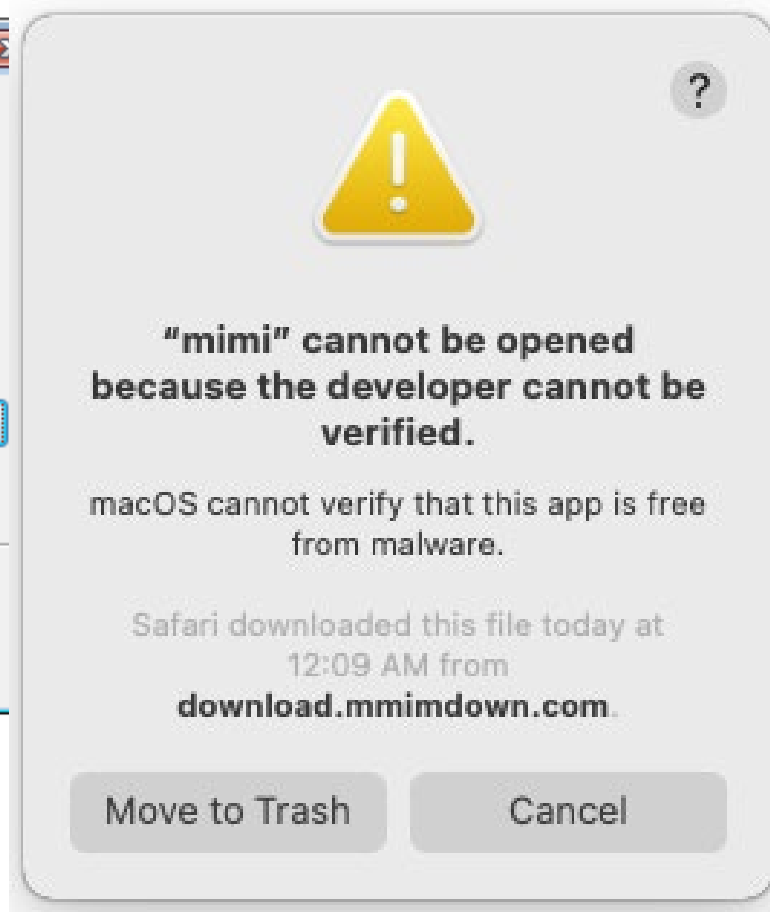 ?
“mimi” cannot be opened
because the developer cannot be
verified.
macOS cannot verify that this app is free
from malware.
Safari downloaded this file today at
12:09 AM from
download.mmimdown.com.
Move to Trash
Cancel